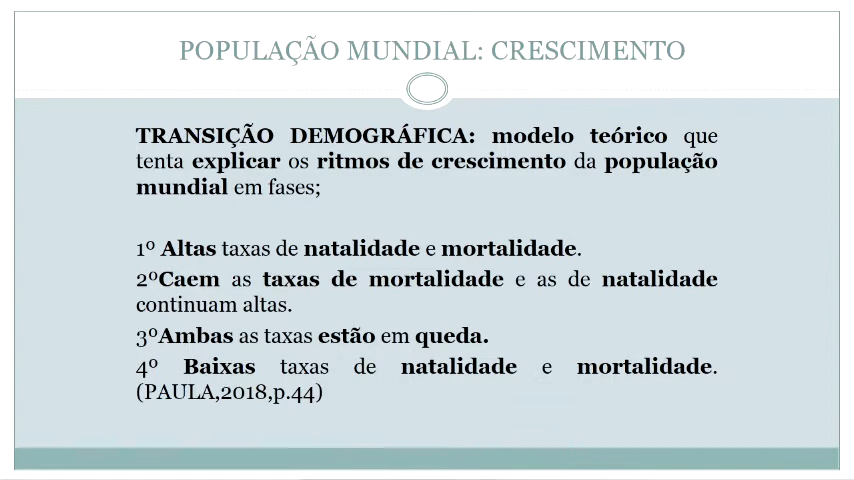 POPULAÇÃO MUNDIAL: CRESCIMENTO
TRANSIÇÃO DEMOGRÁFICA: modelo teórico que
tenta explicar os ritmos de crescimento da população
mundial em fases;
1º Altas taxas de natalidade e mortalidade.
2ºCaem as taxas de mortalidade e as de natalidade
continuam altas.
3ºAmbas as taxas estão em queda.
4º Baixas taxas de natalidade e mortalidade.
(PAULA,2018,p.44)